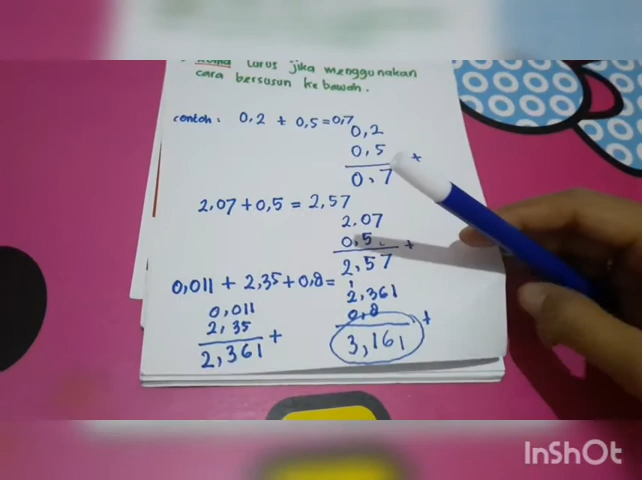 koma lurus jika menggunakan
cara bersusun ke bawah.
contoh: 0,2 + 0,5 = 0,7
0,2
0,5 +
0,7
2,07 + 0,5 = 2,57
2,07
0,5 +
2,57
0,011 + 2,35 + 0,8 =
0,011
2,35 +
2,361
1
2,361
0,8 +
3,161
InShOt